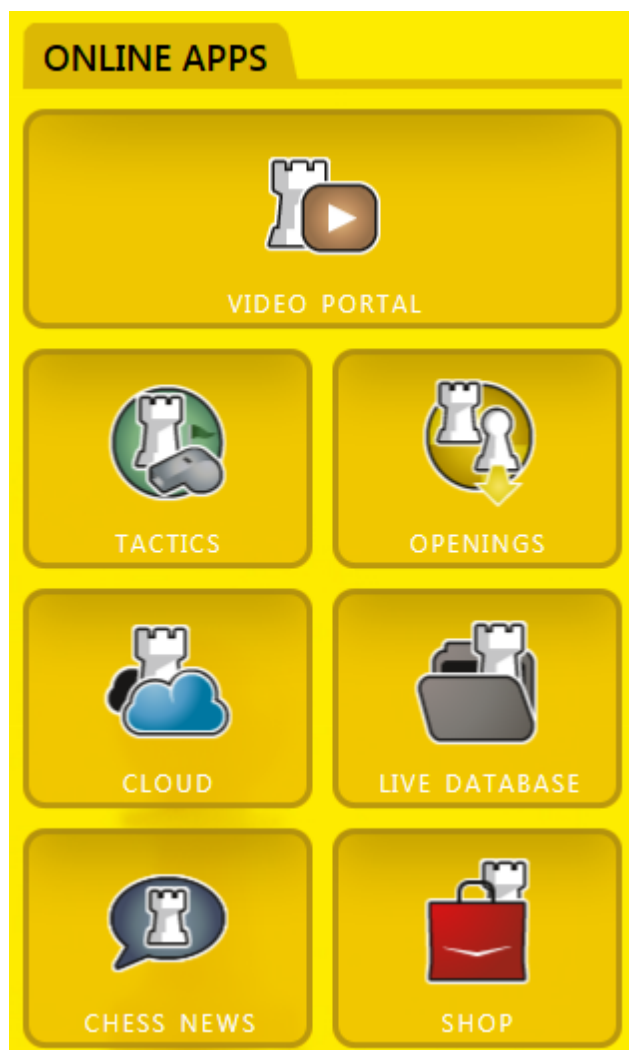 ONLINE APPS
VIDEO PORTAL
TACTICS
OPENINGS
CLOUD
LIVE DATABASE
CHESS NEWS
SHOP